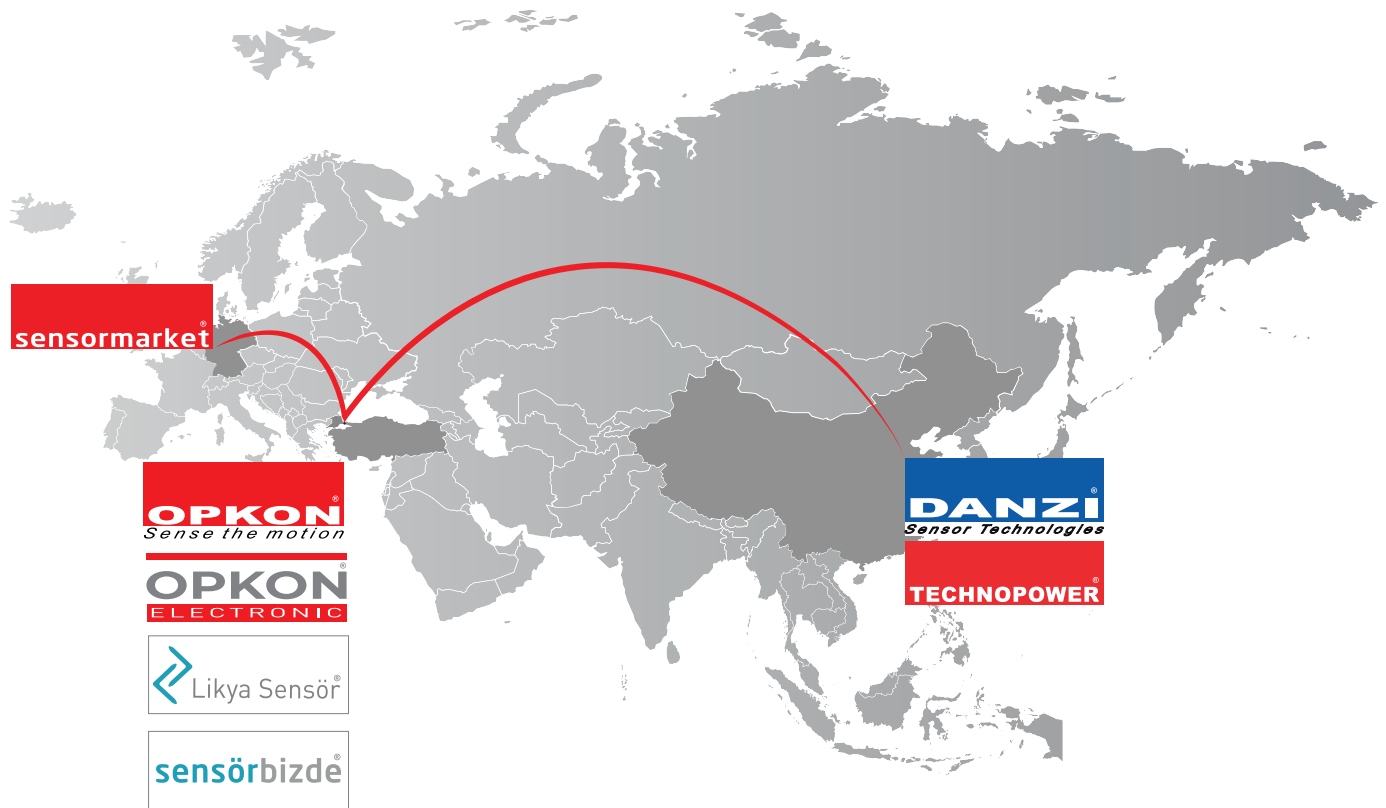 sensormarket®
OPKON®
Sense the motion
OPKON®
ELECTRONIC
Likya Sensör®
sensörbizde®
DANZi®
Sensor Technologies
TECHNOPOWER®